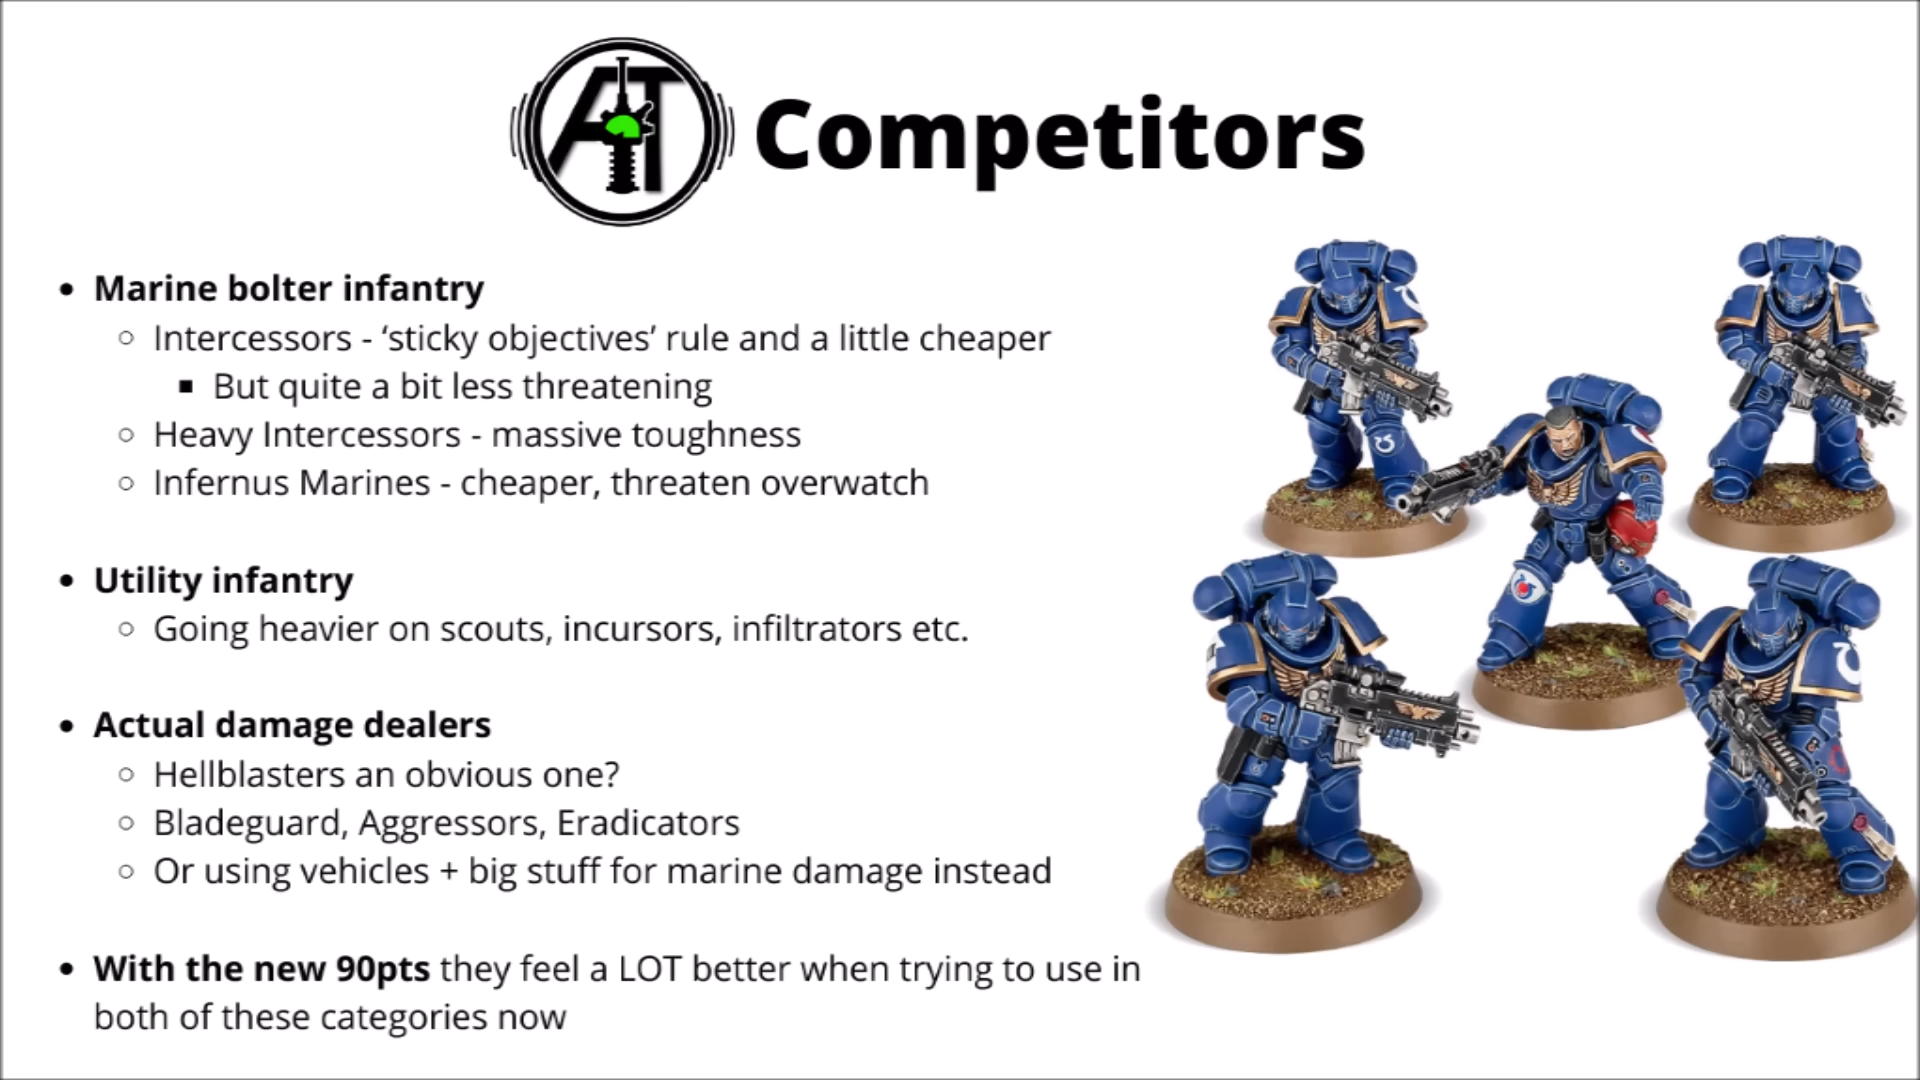 AT
Competitors
Marine bolter infantry
Intercessors - ‘sticky objectives’ rule and a little cheaper
But quite a bit less threatening
Heavy Intercessors - massive toughness
Infernus Marines - cheaper, threaten overwatch
Utility infantry
Going heavier on scouts, incursors, infiltrators etc.
Actual damage dealers
Hellblasters an obvious one?
Bladeguard, Aggressors, Eradicators
Or using vehicles + big stuff for marine damage instead
With the new 90pts they feel a LOT better when trying to use in
both of these categories now